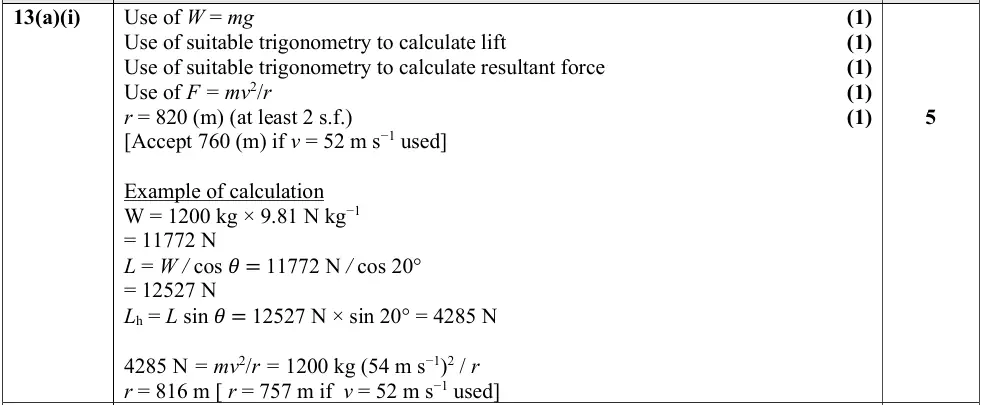 13(a)(i) Use of W = mg (1)
Use of suitable trigonometry to calculate lift (1)
Use of suitable trigonometry to calculate resultant force (1)
Use of F = mv²/r (1)
r = 820 (m) (at least 2 s.f.) (1) 5
[Accept 760 (m) if v = 52 m s⁻¹ used]
Example of calculation
W = 1200 kg × 9.81 N kg⁻¹
= 11772 N
L = W / cos θ = 11772 N / cos 20°
= 12527 N
Lₕ = L sin θ = 12527 N × sin 20° = 4285 N
4285 N = mv²/r = 1200 kg (54 m s⁻¹)² / r
r = 816 m [ r = 757 m if v = 52 m s⁻¹ used]